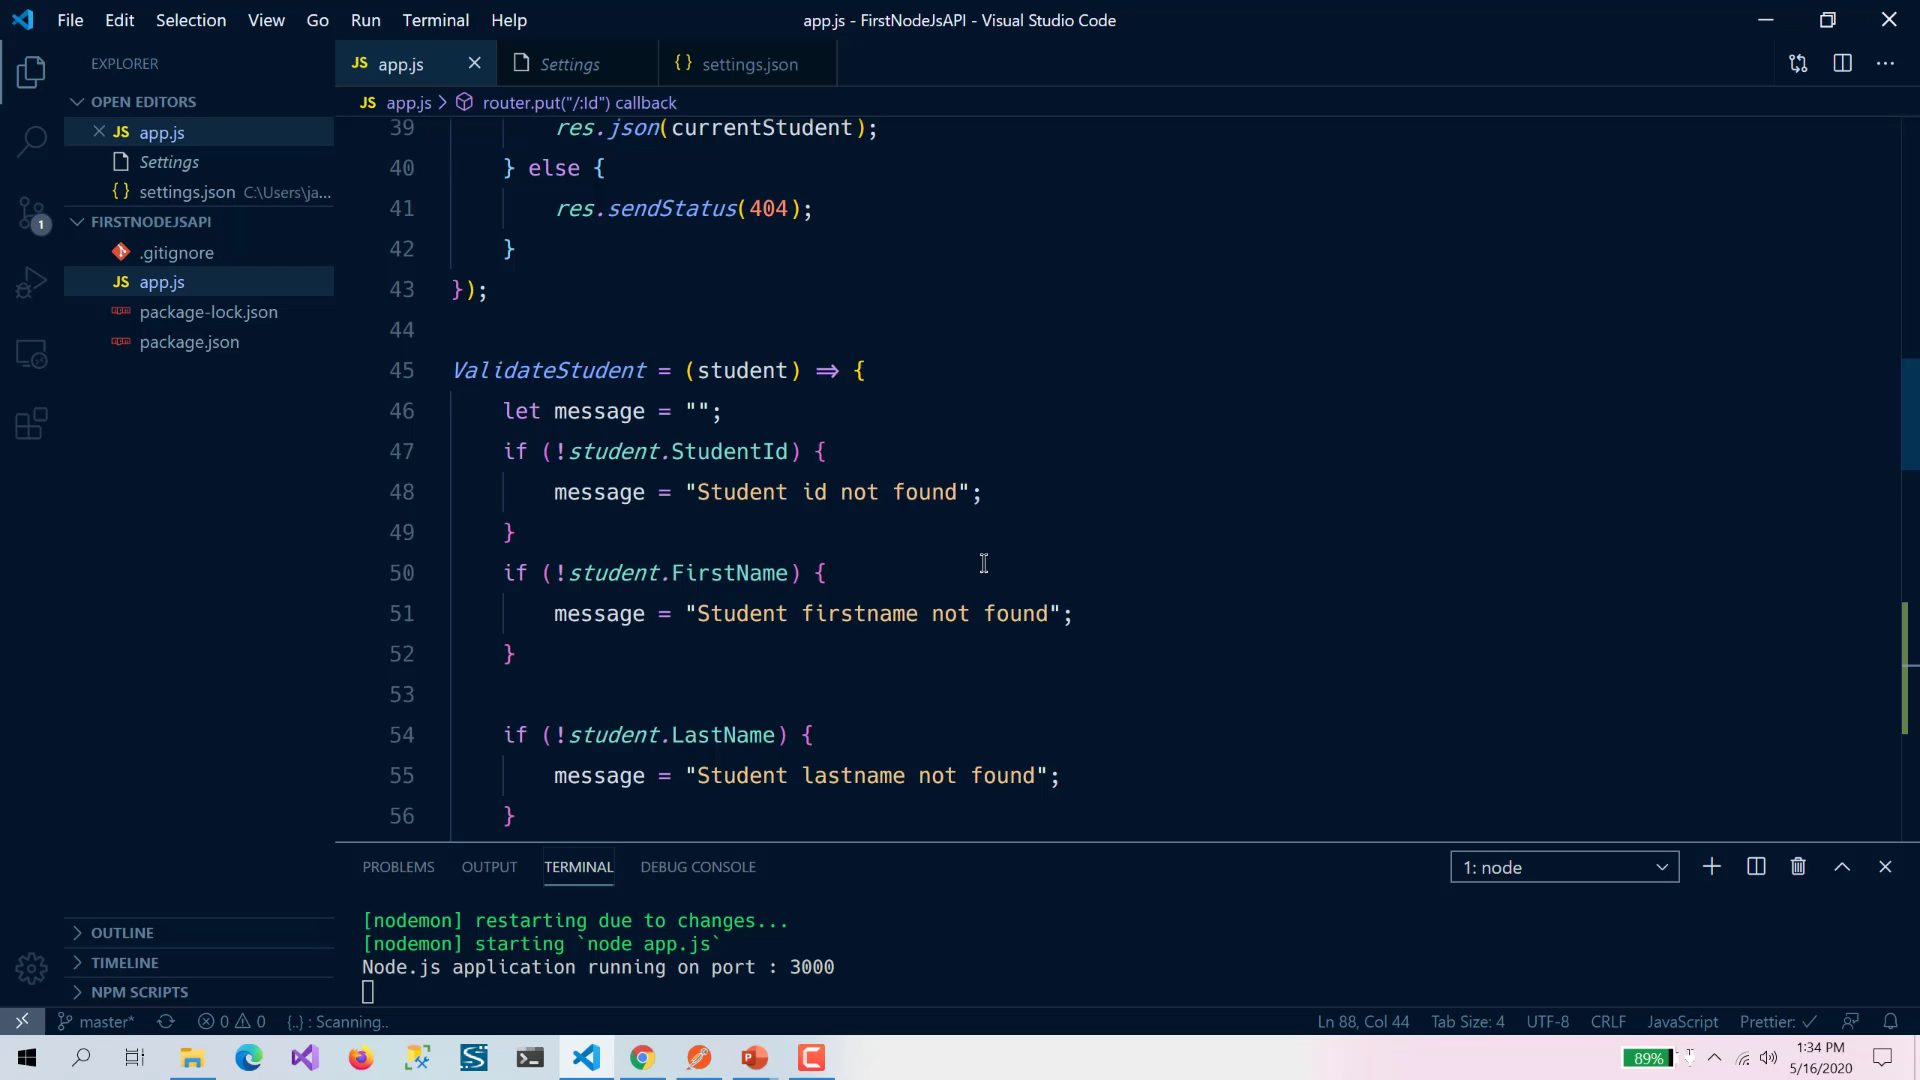 File Edit Selection View Go Run Terminal Help
app.js - FirstNodeJsAPI - Visual Studio Code
EXPLORER
JS app.js
Settings
{} settings.json
OPEN EDITORS
JS app.js
Settings
{} settings.json C:\Users\ja...
FIRSTNODEJSAPI
.gitignore
JS app.js
package-lock.json
package.json
OUTLINE
TIMELINE
NPM SCRIPTS
1
JS app.js > router.put("/:Id") callback
39 res.json(currentStudent);
40 } else {
41 res.sendStatus(404);
42 }
43 });
44
45 ValidateStudent = (student) => {
46 let message = "";
47 if (!student.StudentId) {
48 message = "Student id not found";
49 }
50 if (!student.FirstName) {
51 message = "Student firstname not found";
52 }
53
54 if (!student.LastName) {
55 message = "Student lastname not found";
56 }
PROBLEMS OUTPUT TERMINAL DEBUG CONSOLE
1: node
[nodemon] restarting due to changes...
[nodemon] starting `node app.js`
Node.js application running on port : 3000
master* 0 0 {..} : Scanning..
Ln 88, Col 44 Tab Size: 4 UTF-8 CRLF JavaScript Prettier: ✓
89%
1:34 PM
5/16/2020